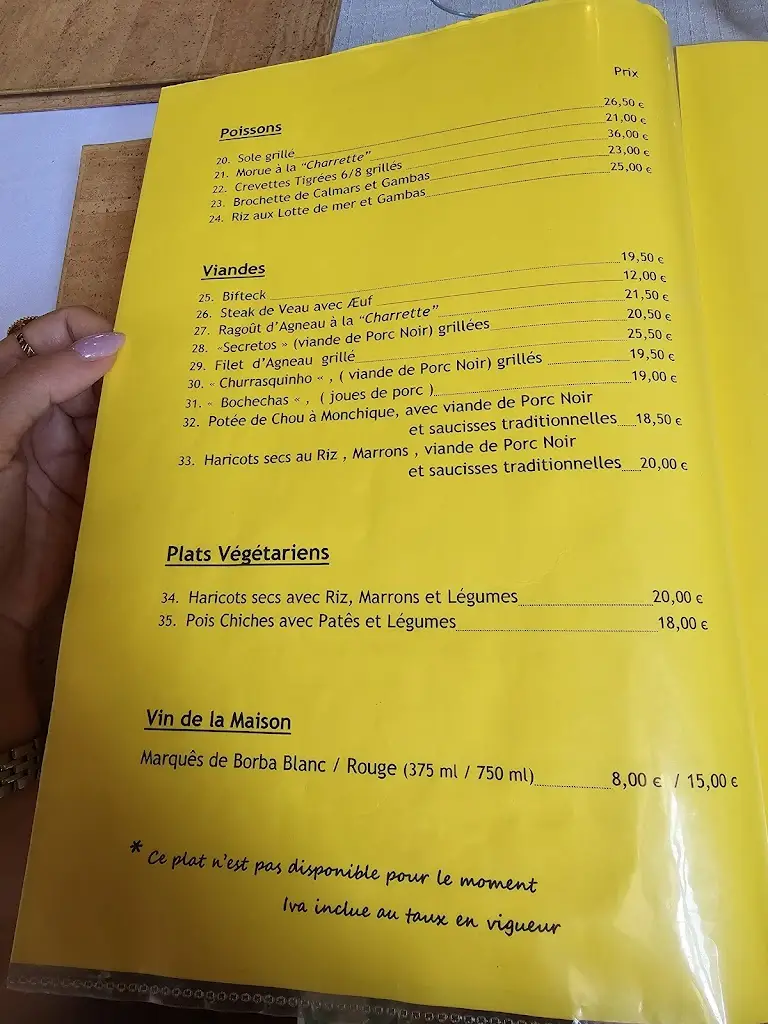 Prix
Poissons
20. Sole grillé 26,50 €
21. Morue à la "Charrette" 21,00 €
22. Crevettes Tigrées 6/8 grillés 36,00 €
23. Brochette de Calmars et Gambas 23,00 €
24. Riz aux Lotte de mer et Gambas 25,00 €
Viandes
25. Bifteck 19,50 €
26. Steak de Veau avec Æuf 12,00 €
27. Ragoût d'Agneau à la "Charrette" 21,50 €
28. «Secretos » (viande de Porc Noir) grillées 20,50 €
29. Filet d'Agneau grillé 25,50 €
30. « Churrasquinho « , ( viande de Porc Noir) grillés 19,50 €
31. « Bochechas « , ( joues de porc ) 19,00 €
32. Potée de Chou à Monchique, avec viande de Porc Noir
et saucisses traditionnelles 18,50 €
33. Haricots secs au Riz , Marrons , viande de Porc Noir
et saucisses traditionnelles 20,00 €
Plats Végétariens
34. Haricots secs avec Riz, Marrons et Légumes 20,00 €
35. Pois Chiches avec Patês et Légumes 18,00 €
Vin de la Maison
Marquês de Borba Blanc / Rouge (375 ml / 750 ml) 8,00 € / 15,00 €
* Ce plat n'est pas disponible pour le moment
Iva inclue au taux en vigueur